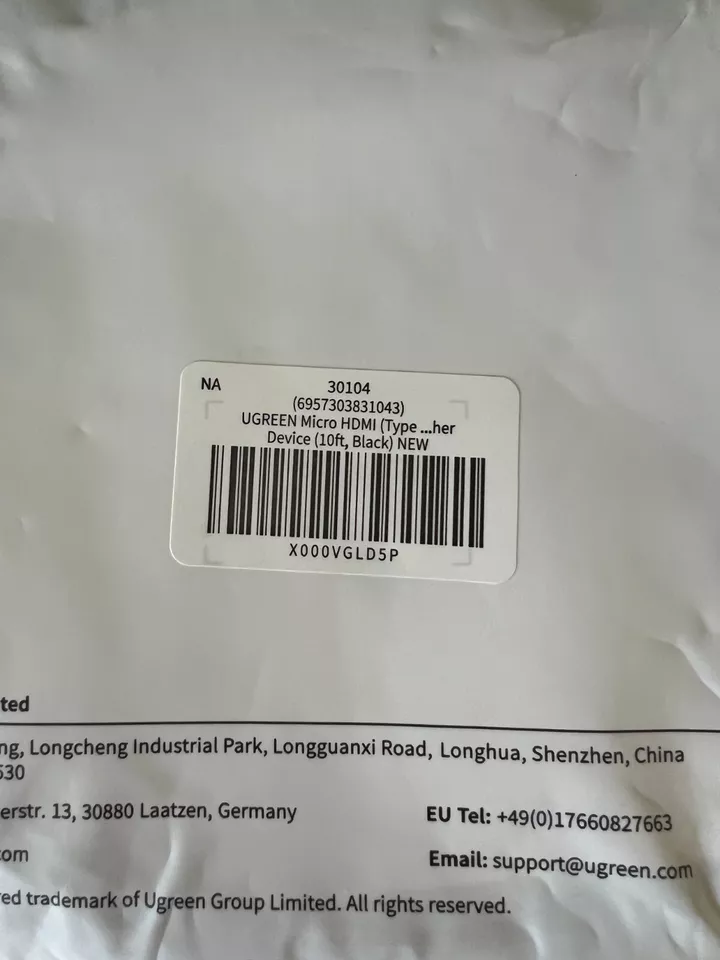 NA
30104
(6957303831043)
UGREEN Micro HDMI (Type ...her
Device (10ft, Black) NEW
X000VGLD5P
ted
ng, Longcheng Industrial Park, Longguanxi Road, Longhua, Shenzhen, China
530
erstr. 13, 30880 Laatzen, Germany
EU Tel: +49(0)17660827663
om
Email: support@ugreen.com
ed trademark of Ugreen Group Limited. All rights reserved.